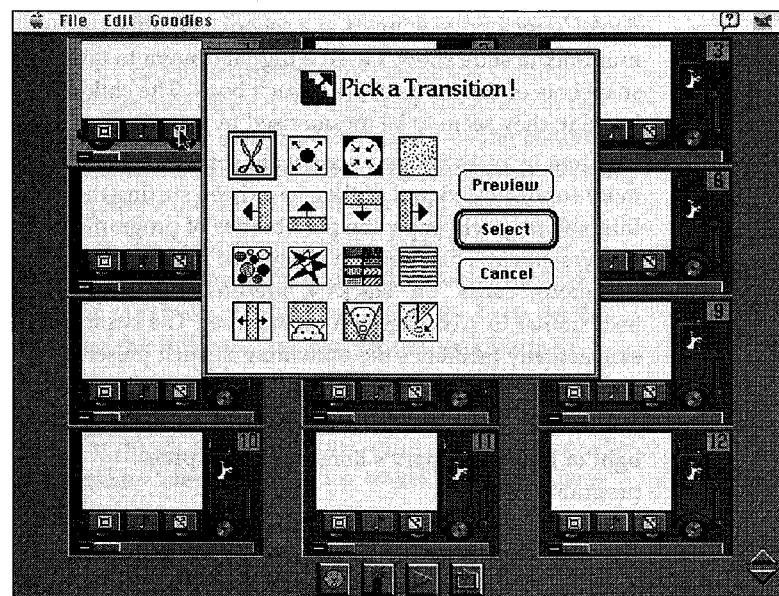 File Edit Goodies
3
Pick a Transition!
Preview
6
Select
Cancel
9
10 11 12